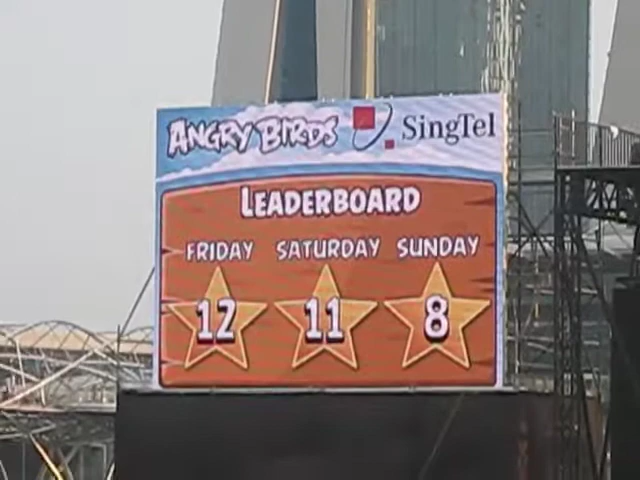 ANGRY BIRDS SingTel
LEADERBOARD
FRIDAY SATURDAY SUNDAY
12 11 8